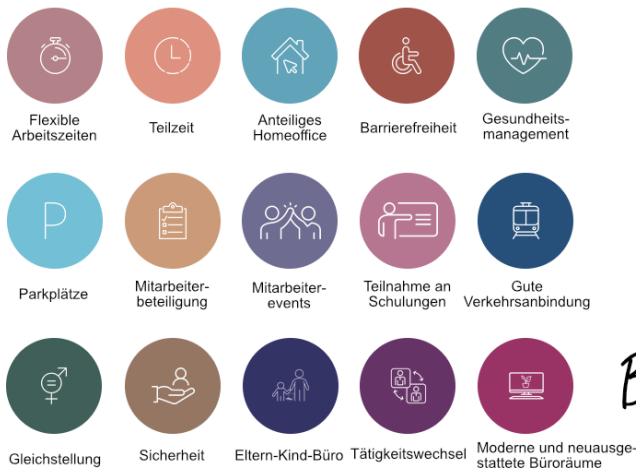 Flexible
Arbeitszeiten
Teilzeit
Anteiliges
Homeoffice
Barrierefreiheit
Gesundheits-
management
P
Parkplätze
Mitarbeiter-
beteiligung
Mitarbeiter-
events
Teilnahme an
Schulungen
Gute
Verkehrsanbindung
Gleichstellung
Sicherheit
Eltern-Kind-Büro
Tätigkeitswechsel
Moderne und neuausge-
stattete Büroräume